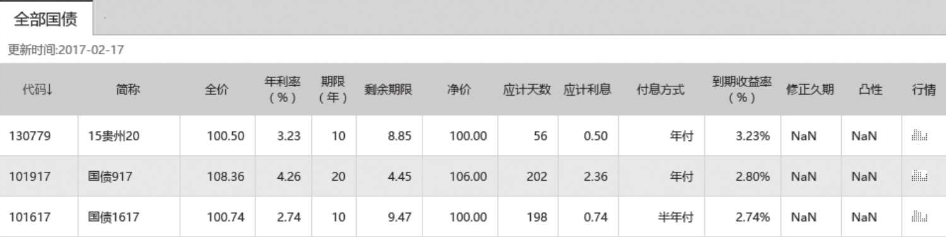 全部国债
更新时间:2017-02-17
代码↓ 简称 全价 年利率（%） 期限（年） 剩余期限 净价 应计天数 应计利息 付息方式 到期收益率（%） 修正久期 凸性 行情
130779 15贵州20 100.50 3.23 10 8.85 100.00 56 0.50 年付 3.23% NaN NaN
101917 国债917 108.36 4.26 20 4.45 106.00 202 2.36 年付 2.80% NaN NaN
101617 国债1617 100.74 2.74 10 9.47 100.00 198 0.74 半年付 2.74% NaN NaN